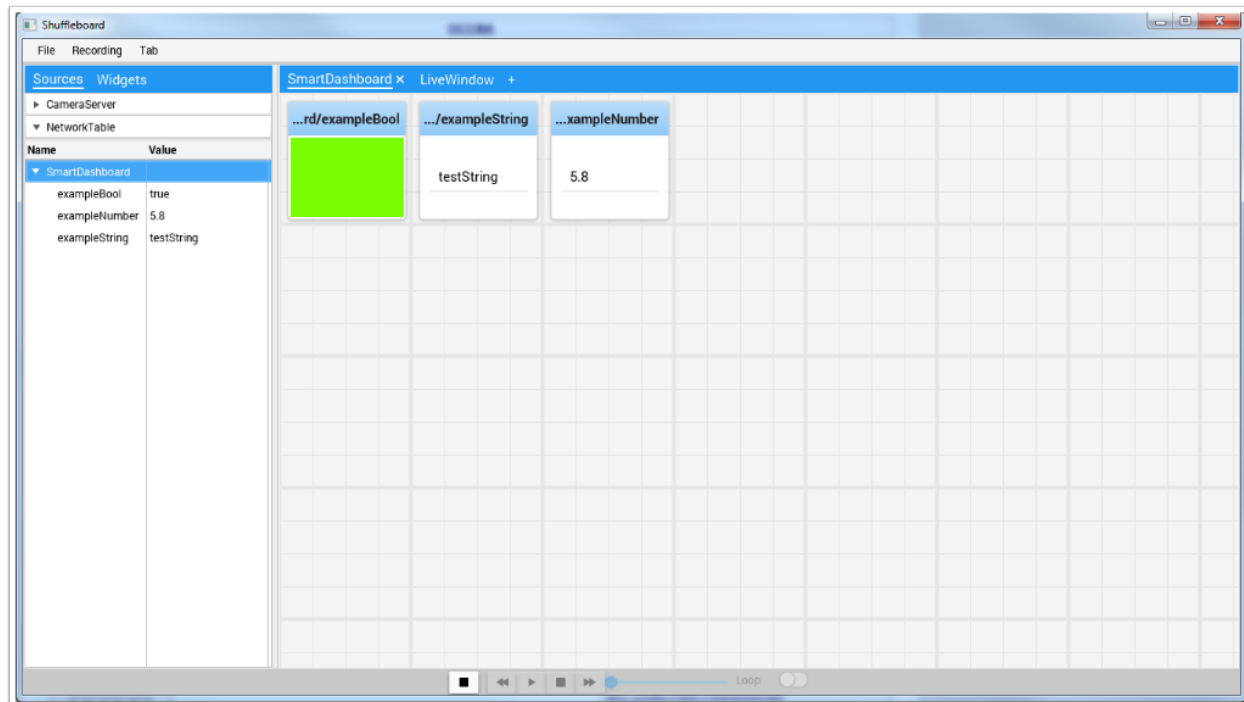 Shuffleboard
File Recording Tab
Sources Widgets
CameraServer
NetworkTable
Name Value
SmartDashboard
exampleBool true
exampleNumber 5.8
exampleString testString
SmartDashboard × LiveWindow +
...rd/exampleBool .../exampleString ...xampleNumber
testString 5.8
Loop